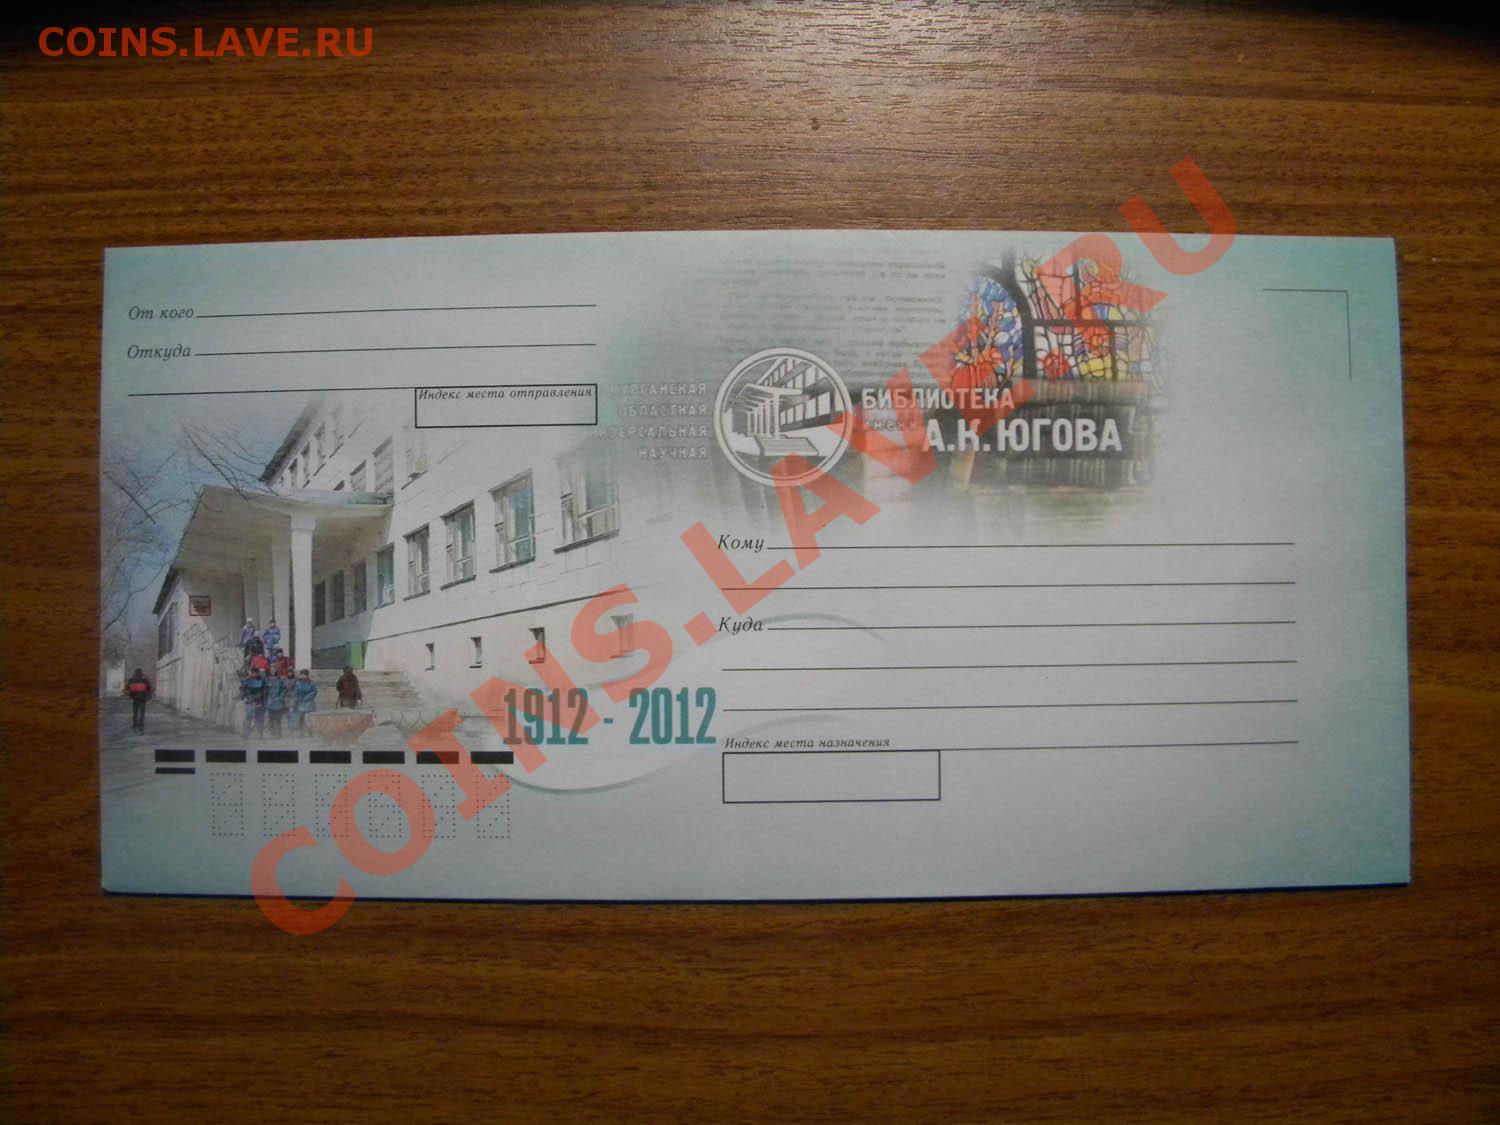 COINS.LAVE.RU
От кого
Откуда
Индекс места отправления
КУРГАНСКАЯ
ОБЛАСТНАЯ
УНИВЕРСАЛЬНАЯ
НАУЧНАЯ
БИБЛИОТЕКА
имени А.К. ЮГОВА
Кому
Куда
1912 - 2012
Индекс места назначения
COINS.LAVE.RU